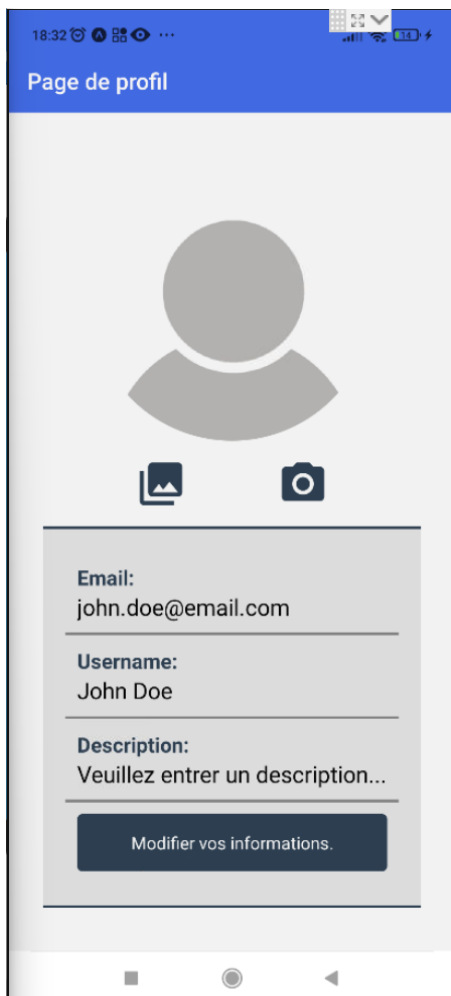 18:32
14
Page de profil
Email:
john.doe@email.com
Username:
John Doe
Description:
Veuillez entrer un description...
Modifier vos informations.